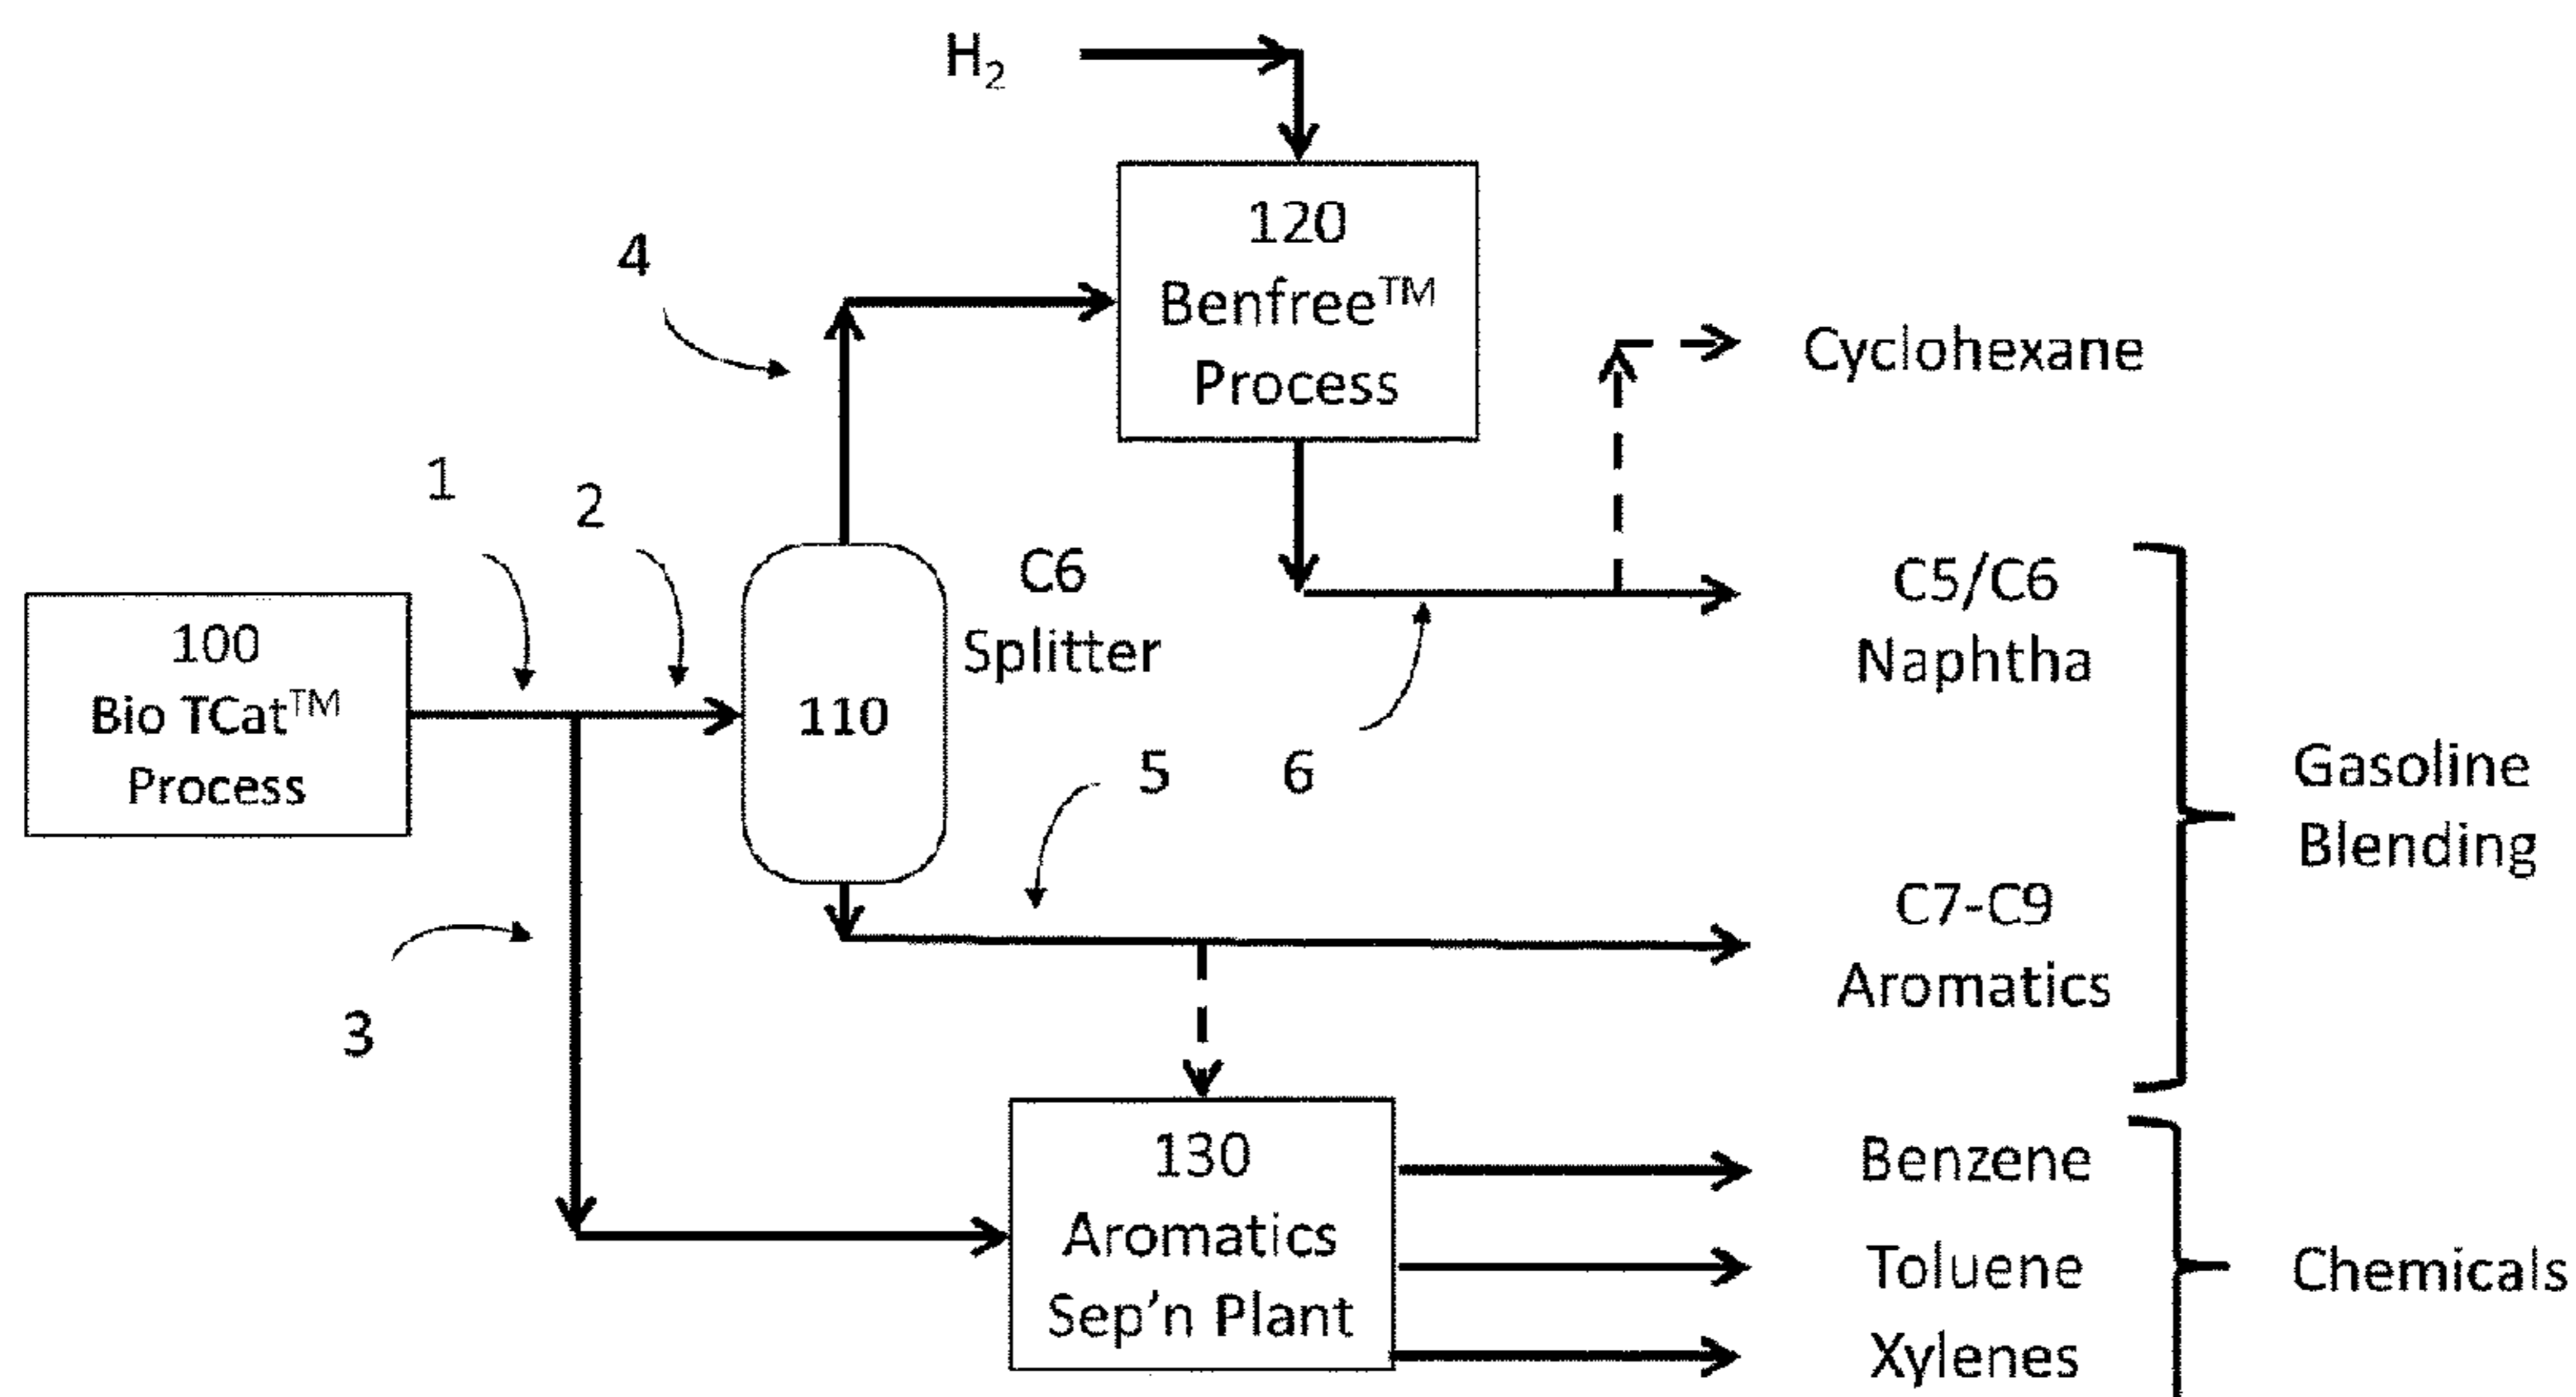 H₂
120
Benfree™
Process
4
Cyclohexane
1
2
C6
Splitter
C5/C6
Naphtha
100
Bio TCat™
Process
110
5
6
Gasoline
Blending
C7-C9
Aromatics
3
130
Aromatics
Sep'n Plant
Benzene
Toluene
Xylenes
Chemicals